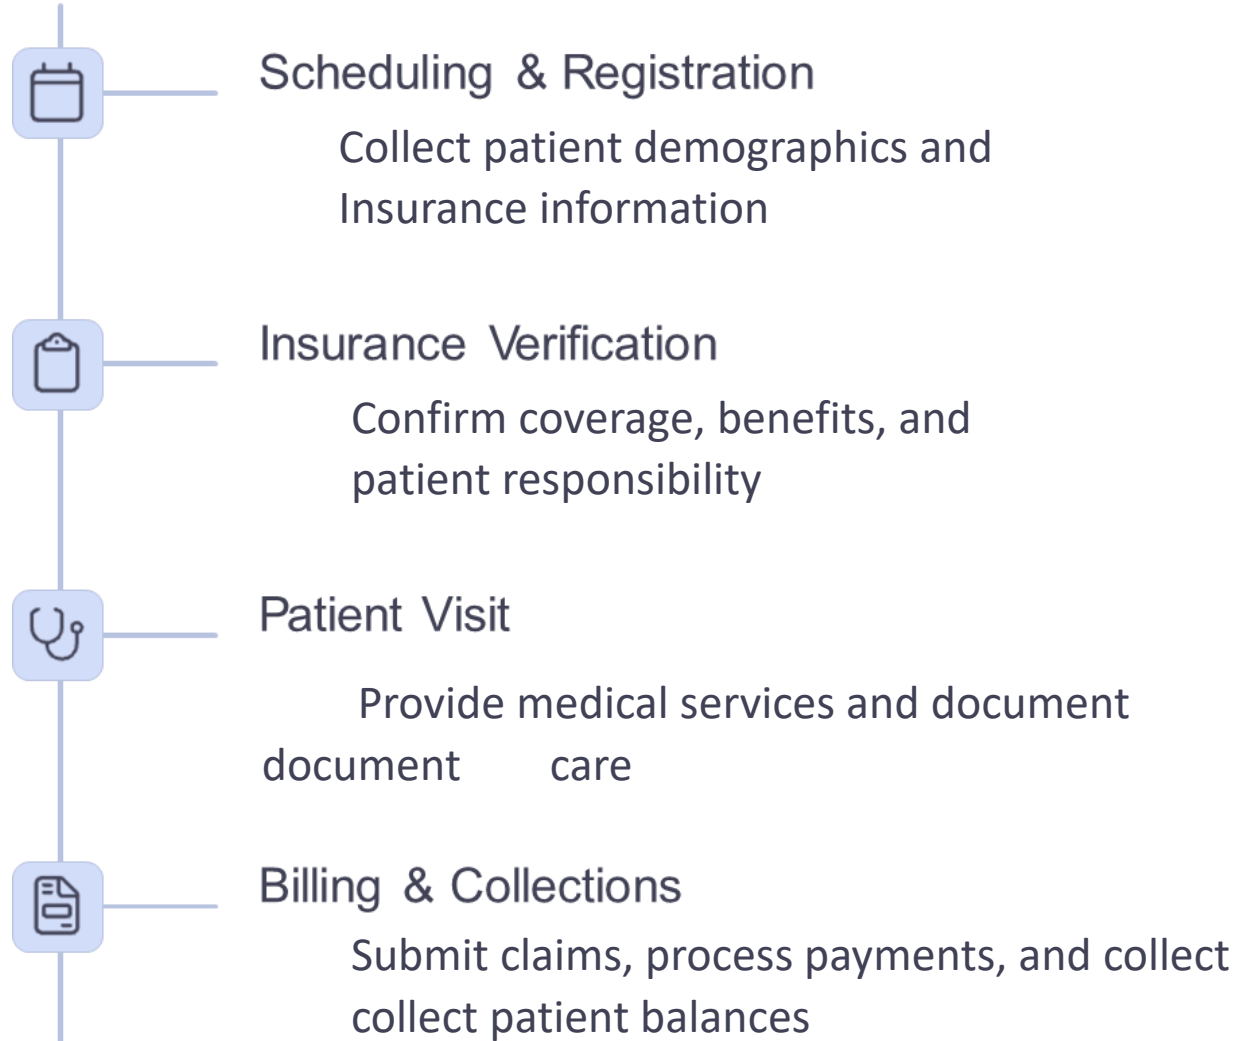 Scheduling & Registration
Collect patient demographics and
Insurance information
Insurance Verification
Confirm coverage, benefits, and
patient responsibility
Patient Visit
Provide medical services and document
document care
Billing & Collections
Submit claims, process payments, and collect
collect patient balances